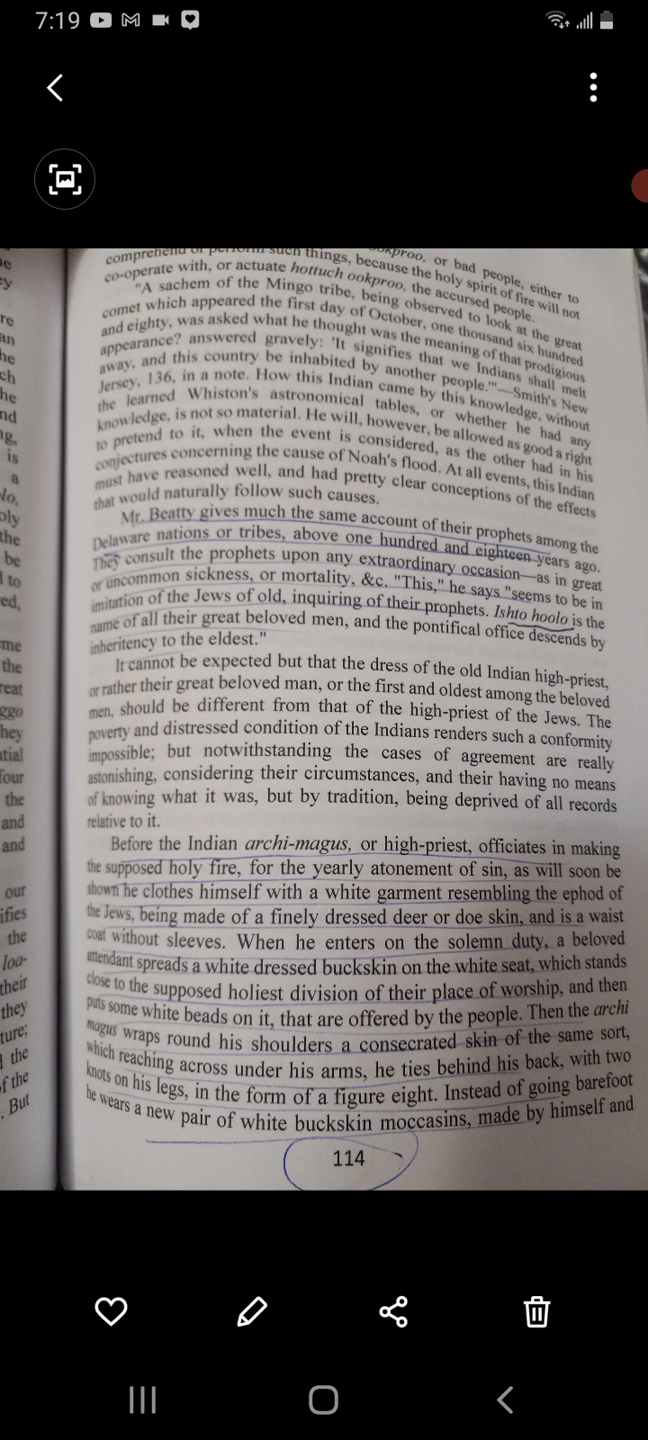 7:19
ookproo, or bad people, either to
comprehend or perform such things, because the holy spirit of fire will not
co-operate with, or actuate hottuch ookproo, the accursed people.
"A sachem of the Mingo tribe, being observed to look at the great
comet which appeared the first day of October, one thousand six hundred
and eighty, was asked what he thought was the meaning of that prodigious
appearance? answered gravely: 'It signifies that we Indians shall melt
away, and this country be inhabited by another people.'"—Smith's New
Jersey, 136, in a note. How this Indian came by this knowledge, without
the learned Whiston's astronomical tables, or whether he had any
knowledge, is not so material. He will, however, be allowed as good a right
to pretend to it, when the event is considered, as the other had in his
conjectures concerning the cause of Noah's flood. At all events, this Indian
must have reasoned well, and had pretty clear conceptions of the effects
that would naturally follow such causes.
Mr. Beatty gives much the same account of their prophets among the
Delaware nations or tribes, above one hundred and eighteen years ago.
They consult the prophets upon any extraordinary occasion—as in great
or uncommon sickness, or mortality, &c. "This," he says "seems to be in
imitation of the Jews of old, inquiring of their prophets. Ishto hoolo is the
name of all their great beloved men, and the pontifical office descends by
inheritency to the eldest."
It cannot be expected but that the dress of the old Indian high-priest,
or rather their great beloved man, or the first and oldest among the beloved
men, should be different from that of the high-priest of the Jews. The
poverty and distressed condition of the Indians renders such a conformity
impossible; but notwithstanding the cases of agreement are really
astonishing, considering their circumstances, and their having no means
of knowing what it was, but by tradition, being deprived of all records
relative to it.
Before the Indian archi-magus, or high-priest, officiates in making
the supposed holy fire, for the yearly atonement of sin, as will soon be
shown he clothes himself with a white garment resembling the ephod of
the Jews, being made of a finely dressed deer or doe skin, and is a waist
coat without sleeves. When he enters on the solemn duty, a beloved
attendant spreads a white dressed buckskin on the white seat, which stands
close to the supposed holiest division of their place of worship, and then
puts some white beads on it, that are offered by the people. Then the archi
magus wraps round his shoulders a consecrated skin of the same sort,
which reaching across under his arms, he ties behind his back, with two
knots on his legs, in the form of a figure eight. Instead of going barefoot
he wears a new pair of white buckskin moccasins, made by himself and
114